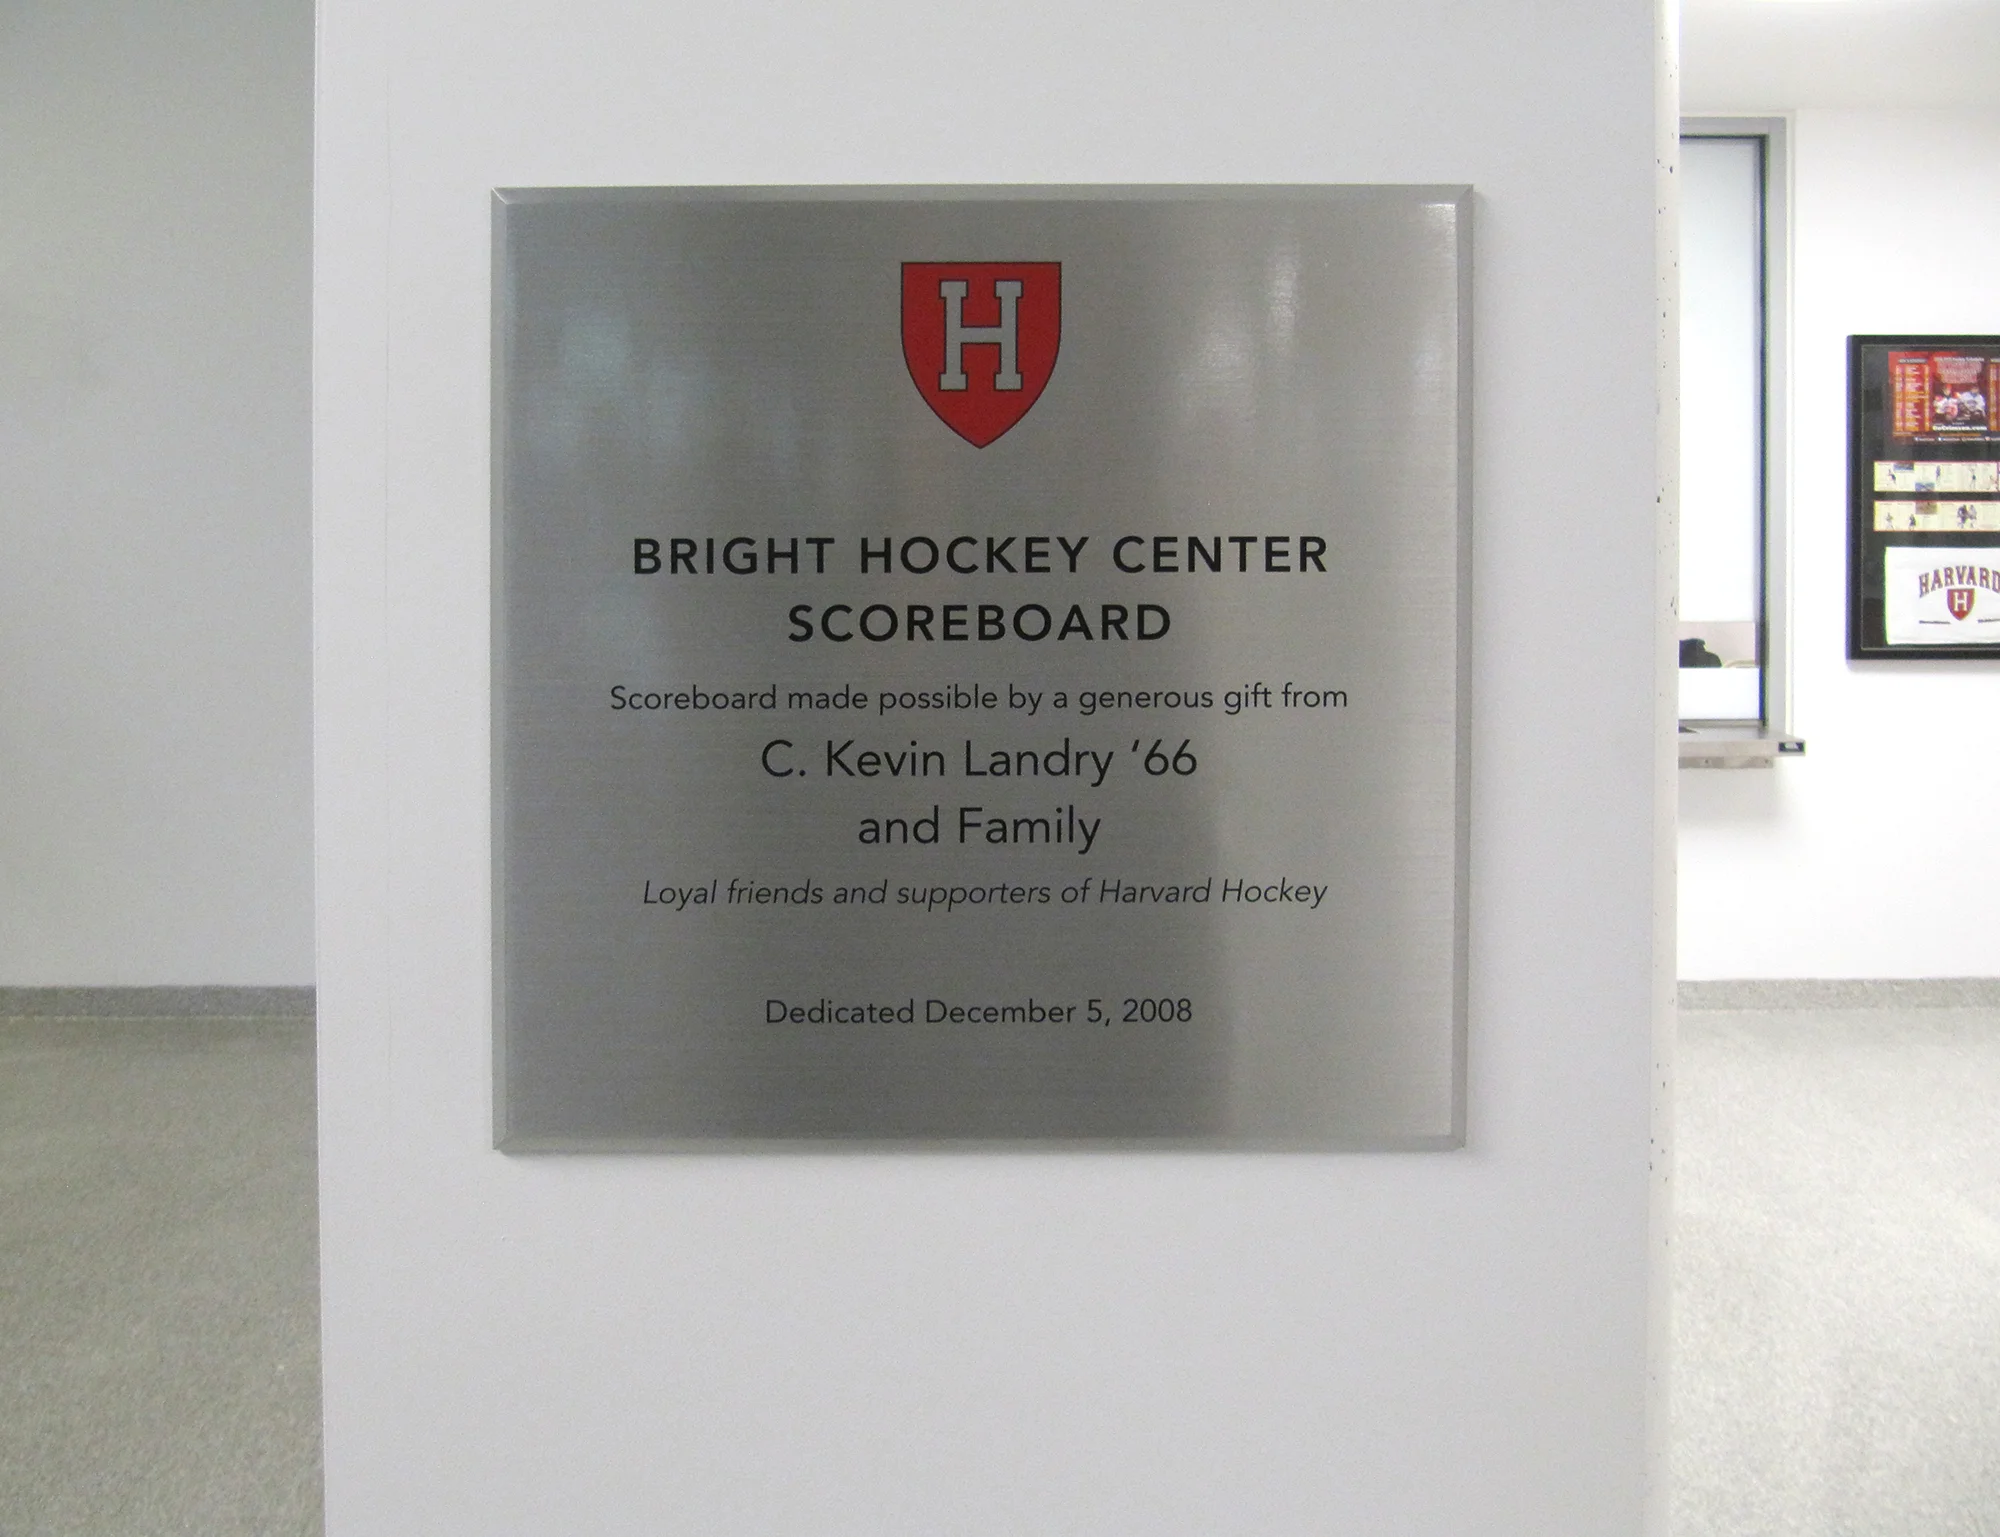 H
BRIGHT HOCKEY CENTER
SCOREBOARD
Scoreboard made possible by a generous gift from
C. Kevin Landry ‘66
and Family
Loyal friends and supporters of Harvard Hockey
Dedicated December 5, 2008
HARVARD
H